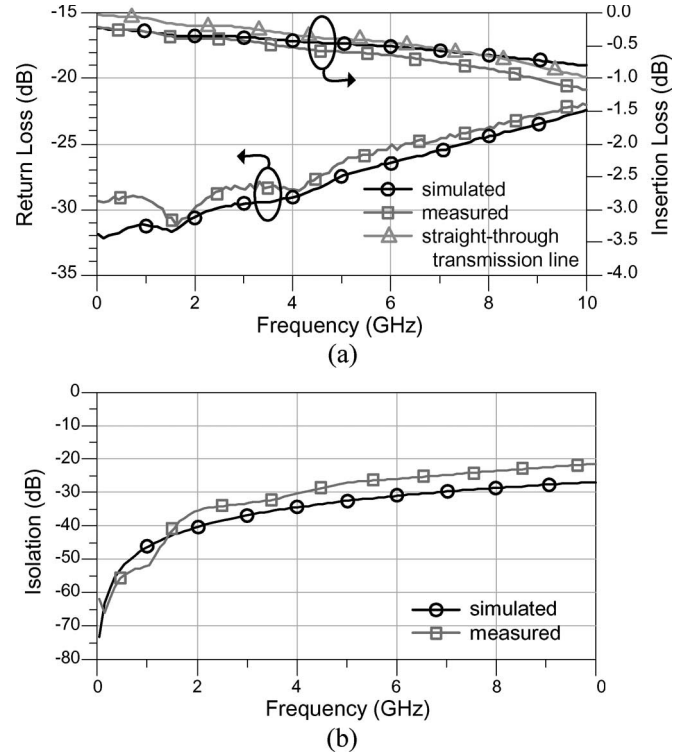 -15
-20
-25
-30
-35
Return Loss (dB)
0.0
-0.5
-1.0
-1.5
-2.0
-2.5
-3.0
-3.5
-4.0
Insertion Loss (dB)
simulated
measured
straight-through
transmission line
0 2 4 6 8 10
Frequency (GHz)
(a)
0
-10
-20
-30
-40
-50
-60
-70
-80
Isolation (dB)
simulated
measured
0 2 4 6 8 0
Frequency (GHz)
(b)